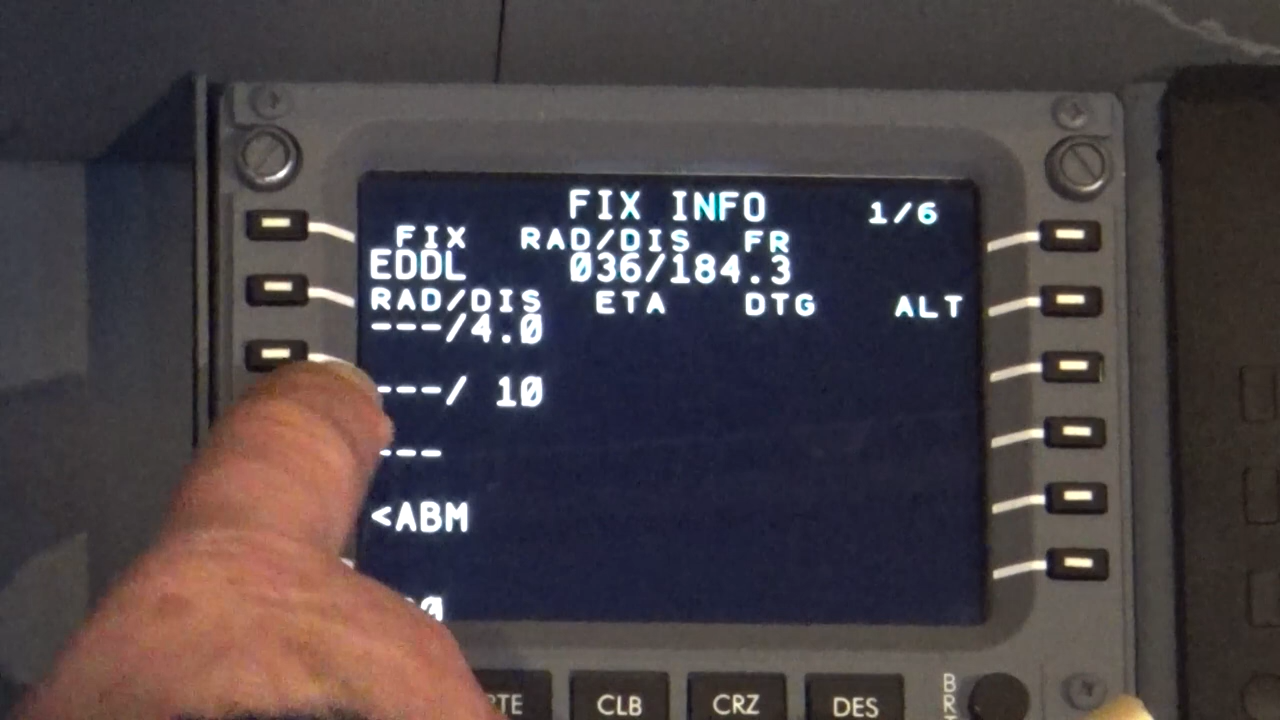 FIX INFO 1/6
FIX RAD/DIS FR
EDDL 036/184.3
RAD/DIS ETA DTG ALT
---/4.0
---/ 10
---
<ABM
CLB CRZ DES